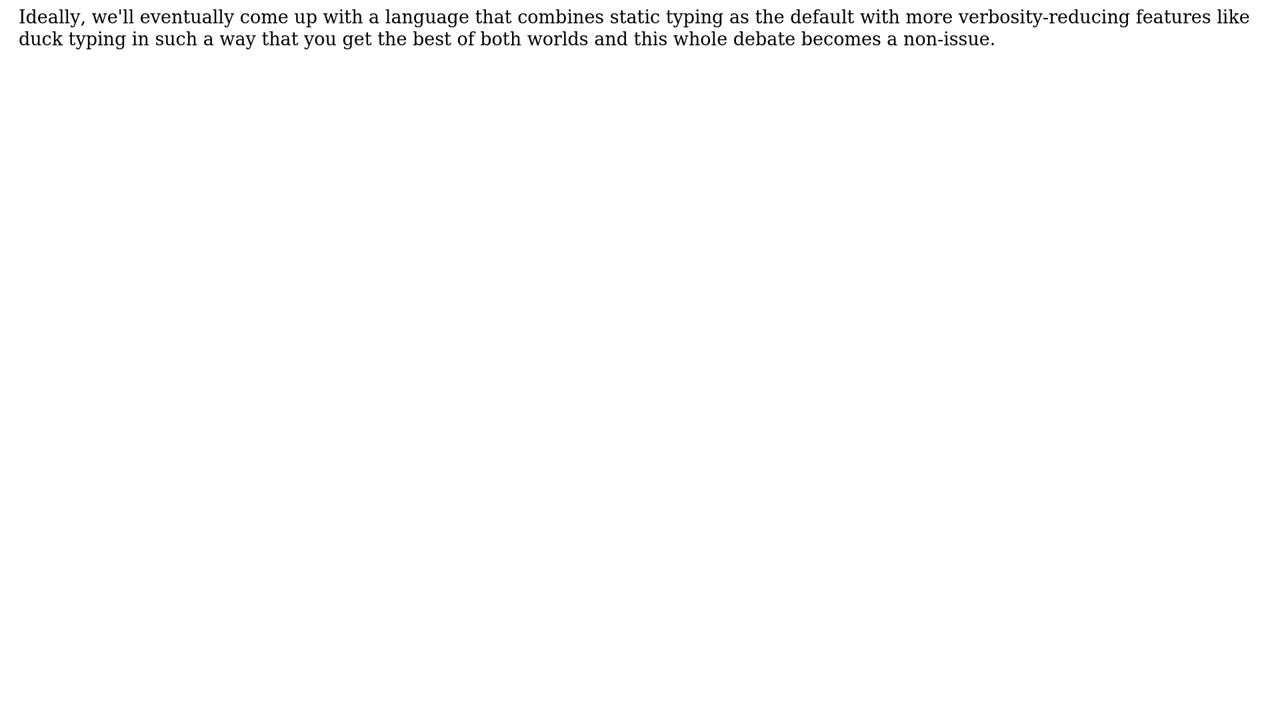 Ideally, we'll eventually come up with a language that combines static typing as the default with more verbosity-reducing features like
duck typing in such a way that you get the best of both worlds and this whole debate becomes a non-issue.